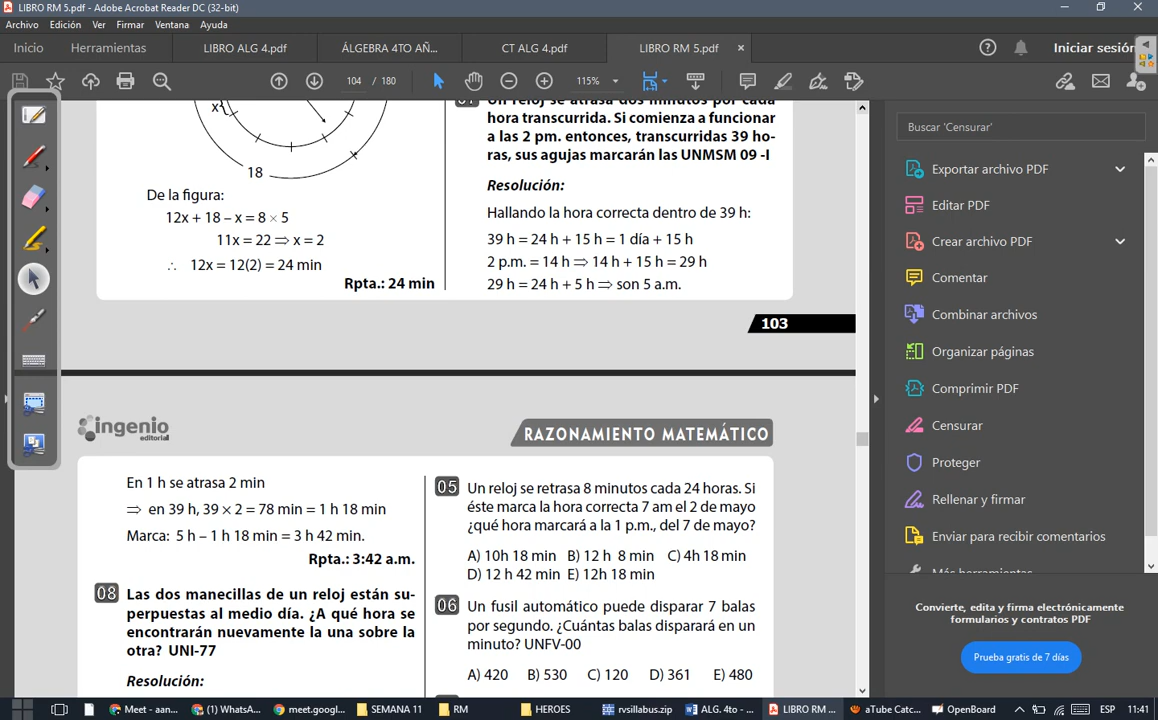 LIBRO RM 5.pdf - Adobe Acrobat Reader DC (32-bit)
Archivo Edición Ver Firmar Ventana Ayuda
Inicio Herramientas LIBRO ALG 4.pdf ÁLGEBRA 4TO AÑ... CT ALG 4.pdf LIBRO RM 5.pdf × Iniciar sesión
104 / 180 115%
x
18
De la figura:
12x + 18 – x = 8 × 5
11x = 22 ⇒ x = 2
∴ 12x = 12(2) = 24 min
Rpta.: 24 min
Un reloj se atrasa dos minutos por cada
hora transcurrida. Si comienza a funcionar
a las 2 pm. entonces, transcurridas 39 ho-
ras, sus agujas marcarán las UNMSM 09 -I
Resolución:
Hallando la hora correcta dentro de 39 h:
39 h = 24 h + 15 h = 1 día + 15 h
2 p.m. = 14 h ⇒ 14 h + 15 h = 29 h
29 h = 24 h + 5 h ⇒ son 5 a.m.
103
ingenio
editorial
RAZONAMIENTO MATEMÁTICO
En 1 h se atrasa 2 min
⇒ en 39 h, 39 × 2 = 78 min = 1 h 18 min
Marca: 5 h – 1 h 18 min = 3 h 42 min.
Rpta.: 3:42 a.m.
08 Las dos manecillas de un reloj están su-
perpuestas al medio día. ¿A qué hora se
encontrarán nuevamente la una sobre la
otra? UNI-77
Resolución:
05 Un reloj se retrasa 8 minutos cada 24 horas. Si
éste marca la hora correcta 7 am el 2 de mayo
¿qué hora marcará a la 1 p.m., del 7 de mayo?
A) 10h 18 min B) 12 h 8 min C) 4h 18 min
D) 12 h 42 min E) 12h 18 min
06 Un fusil automático puede disparar 7 balas
por segundo. ¿Cuántas balas disparará en un
minuto? UNFV-00
A) 420 B) 530 C) 120 D) 361 E) 480
Buscar 'Censurar'
Exportar archivo PDF
Editar PDF
Crear archivo PDF
Comentar
Combinar archivos
Organizar páginas
Comprimir PDF
Censurar
Proteger
Rellenar y firmar
Enviar para recibir comentarios
Más herramientas
Convierte, edita y firma electrónicamente
formularios y contratos PDF
Prueba gratis de 7 días
Meet - aan... (1) WhatsA... meet.googl... SEMANA 11 RM HEROES rvsillabus.zip ALG. 4to - ... LIBRO RM ... aTube Catc... OpenBoard ESP 11:41